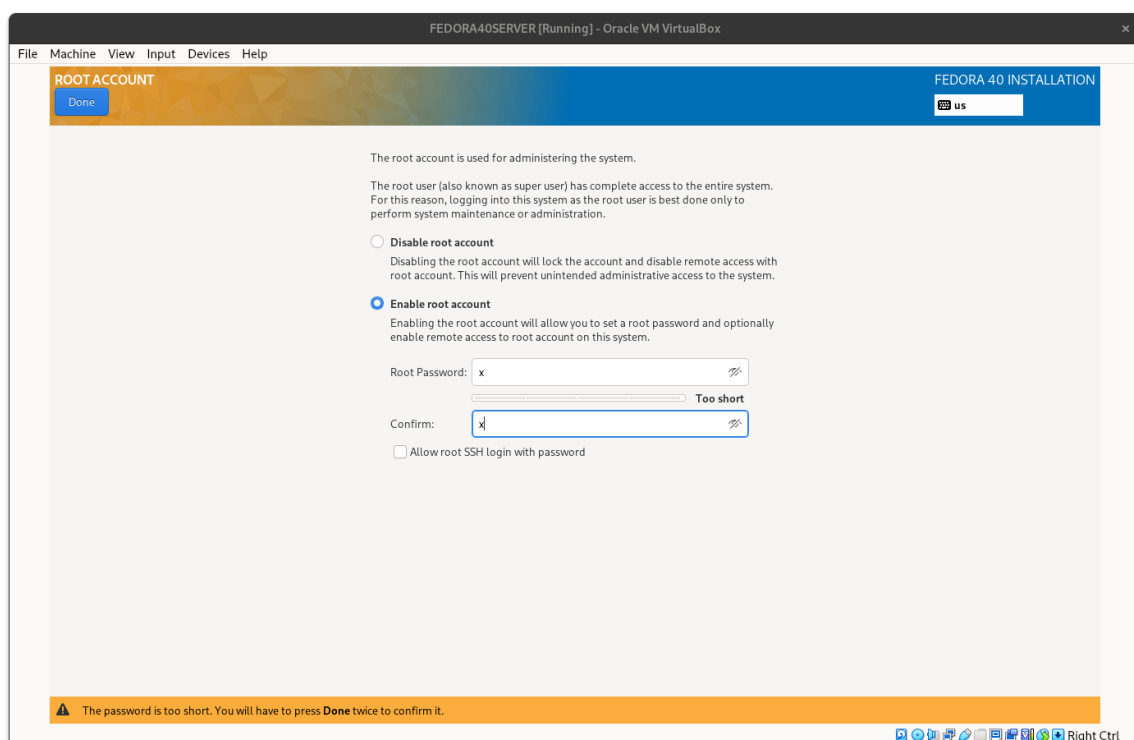 FEDORA40SERVER [Running] - Oracle VM VirtualBox
File Machine View Input Devices Help
ROOT ACCOUNT
Done
FEDORA 40 INSTALLATION
us
The root account is used for administering the system.
The root user (also known as super user) has complete access to the entire system.
For this reason, logging into this system as the root user is best done only to
perform system maintenance or administration.
Disable root account
Disabling the root account will lock the account and disable remote access with
root account. This will prevent unintended administrative access to the system.
Enable root account
Enabling the root account will allow you to set a root password and optionally
enable remote access to root account on this system.
Root Password: x
Too short
Confirm: x
Allow root SSH login with password
The password is too short. You will have to press Done twice to confirm it.
Right Ctrl